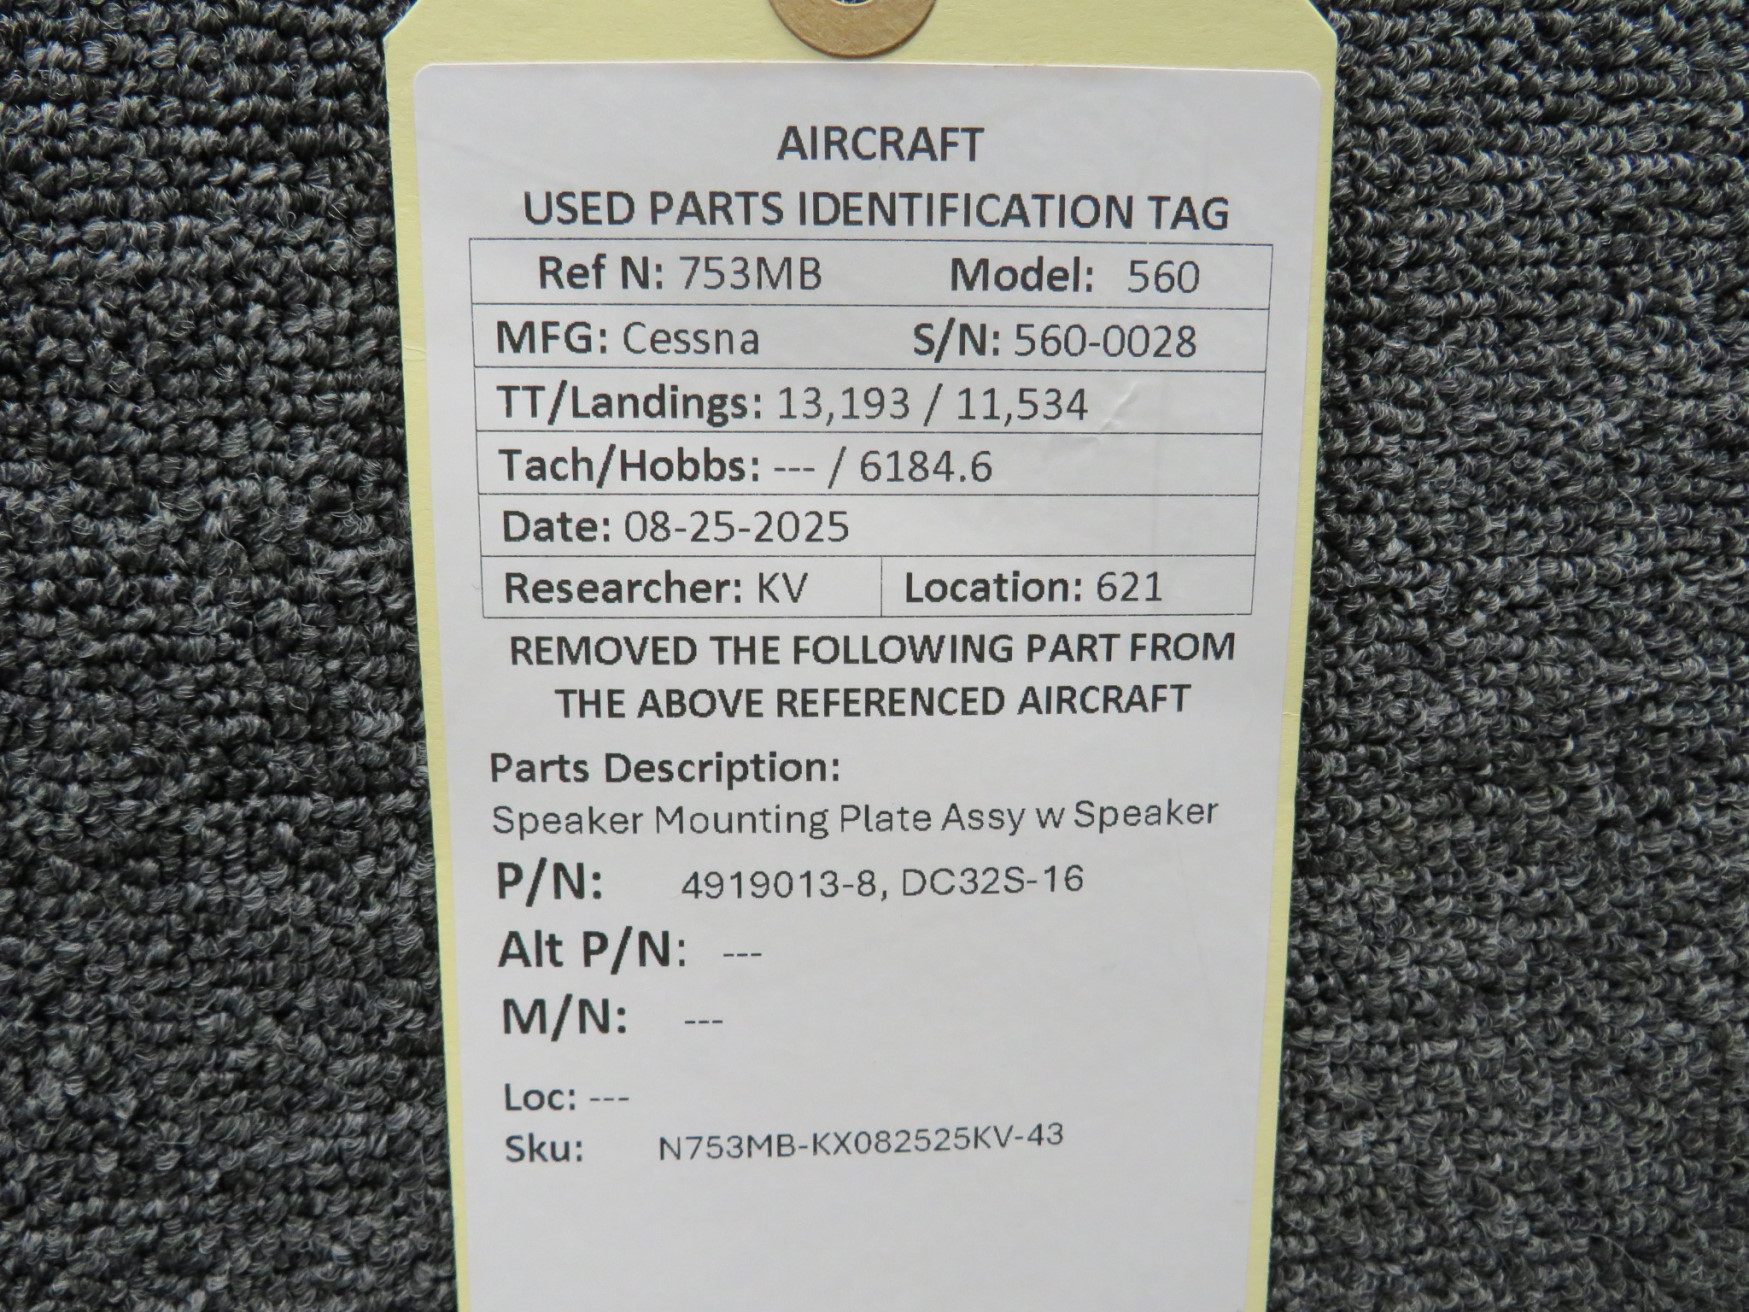 AIRCRAFT
USED PARTS IDENTIFICATION TAG
Ref N: 753MB Model: 560
MFG: Cessna S/N: 560-0028
TT/Landings: 13,193 / 11,534
Tach/Hobbs: --- / 6184.6
Date: 08-25-2025
Researcher: KV Location: 621
REMOVED THE FOLLOWING PART FROM
THE ABOVE REFERENCED AIRCRAFT
Parts Description:
Speaker Mounting Plate Assy w Speaker
P/N: 4919013-8, DC32S-16
Alt P/N: ---
M/N: ---
Loc: ---
Sku: N753MB-KX082525KV-43